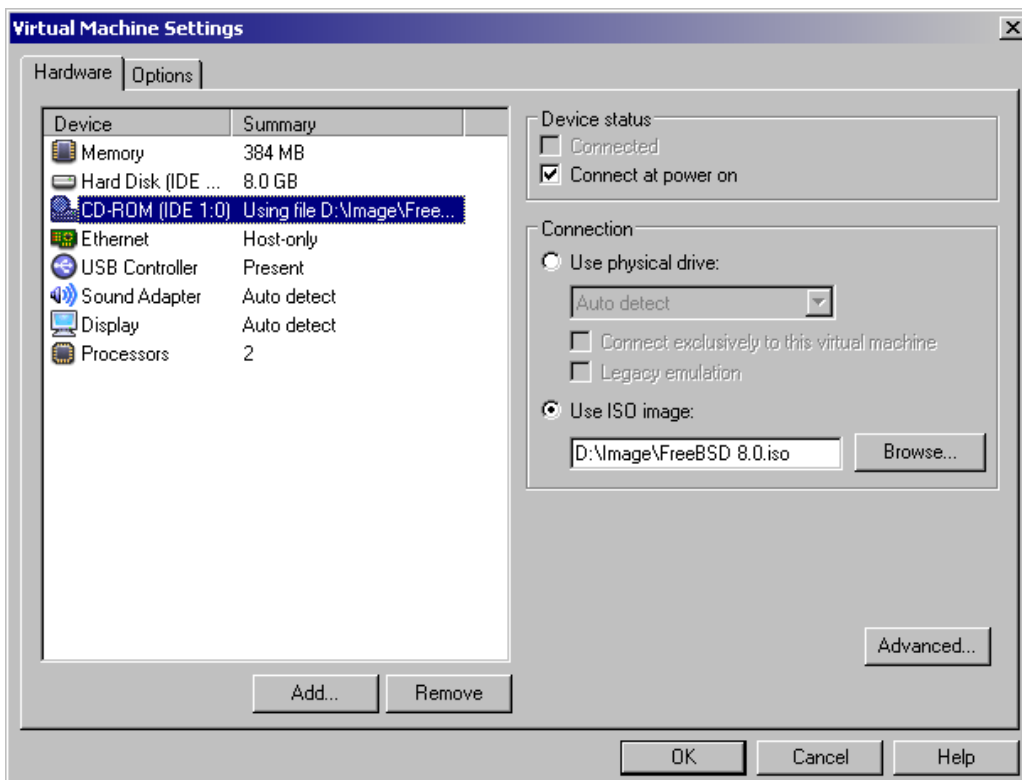 Virtual Machine Settings
Hardware Options
Device Summary
Memory 384 MB
Hard Disk (IDE ... 8.0 GB
CD-ROM (IDE 1:0) Using file D:\Image\Free...
Ethernet Host-only
USB Controller Present
Sound Adapter Auto detect
Display Auto detect
Processors 2
Add... Remove
Device status
Connected
Connect at power on
Connection
Use physical drive:
Auto detect
Connect exclusively to this virtual machine
Legacy emulation
Use ISO image:
D:\Image\FreeBSD 8.0.iso Browse...
Advanced...
OK Cancel Help